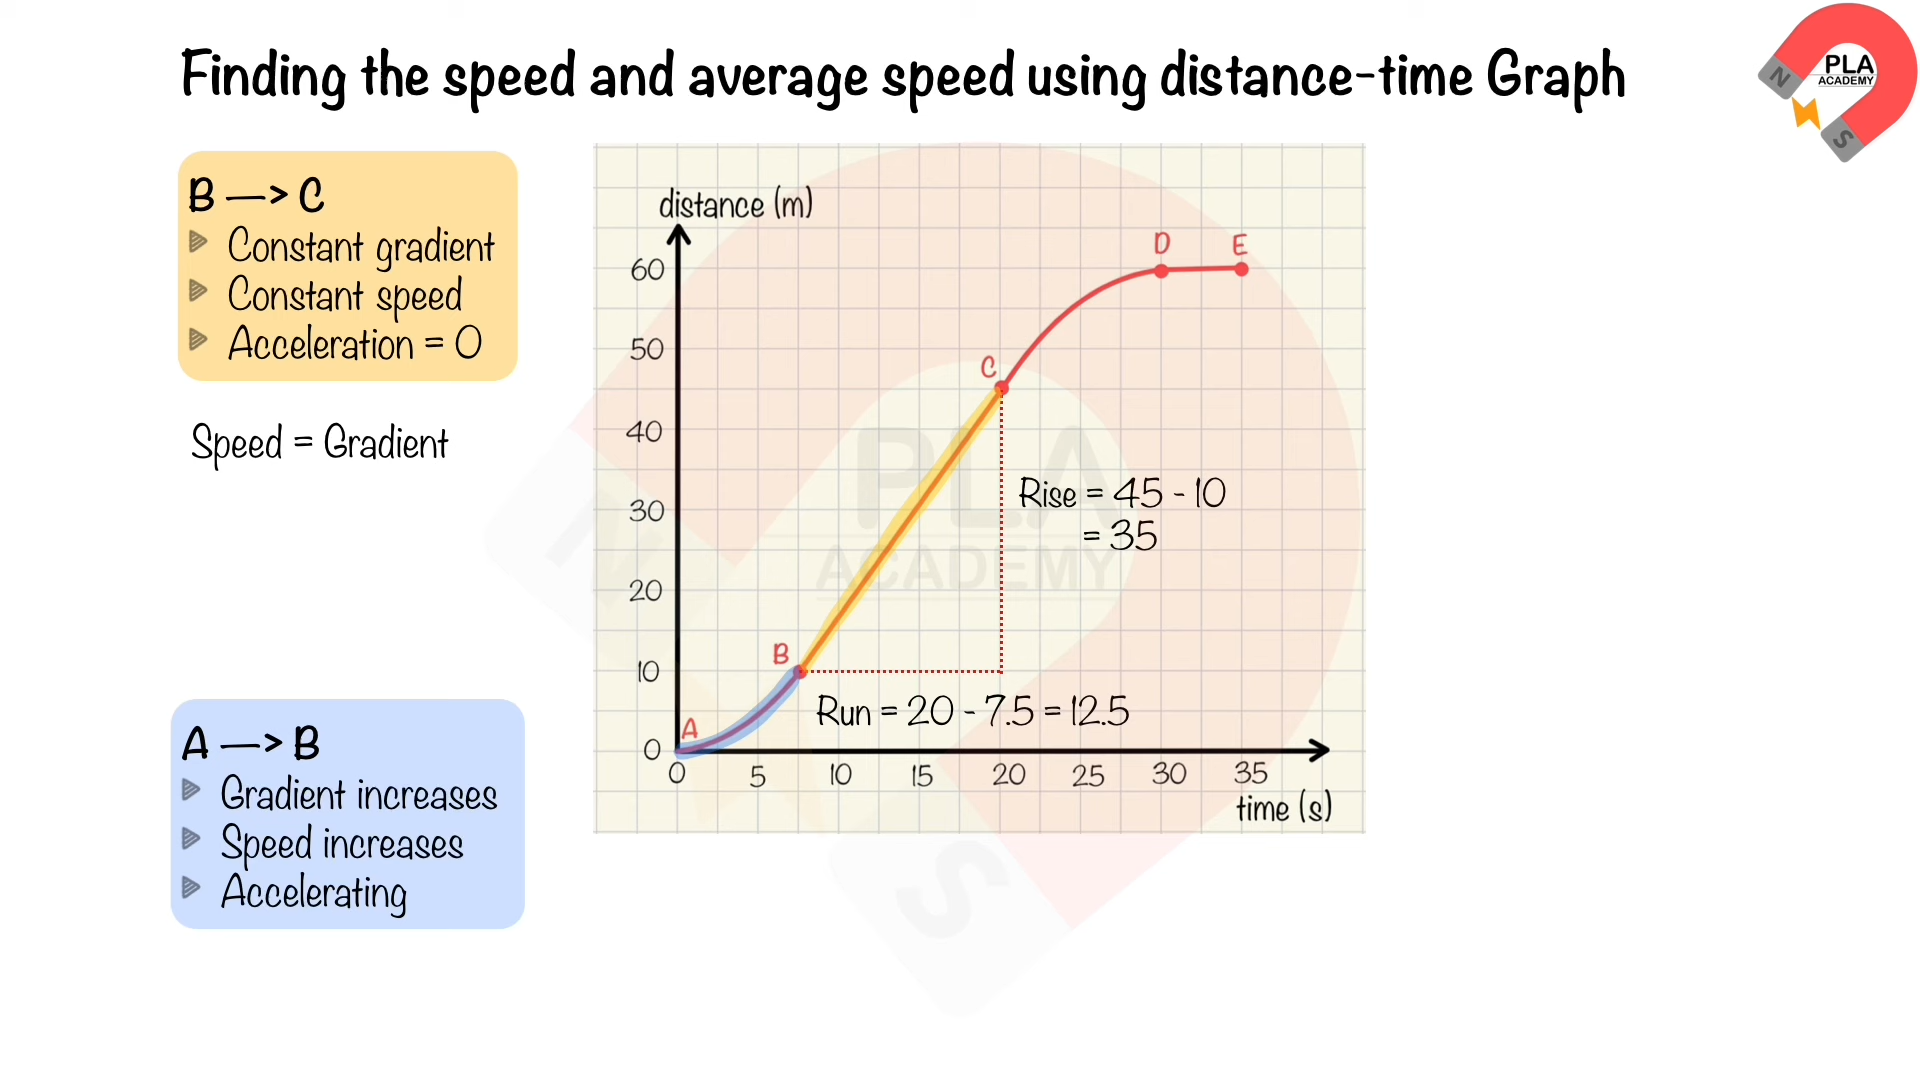 Finding the speed and average speed using distance-time Graph
PLA
ACADEMY
N
S
B —> C
Constant gradient
Constant speed
Acceleration = 0
Speed = Gradient
A —> B
Gradient increases
Speed increases
Accelerating
distance (m)
60
50
40
30
20
10
0
0 5 10 15 20 25 30 35
time (s)
A
B
C
D
E
Rise = 45 - 10
= 35
Run = 20 - 7.5 = 12.5
PLA
ACADEMY
N
S